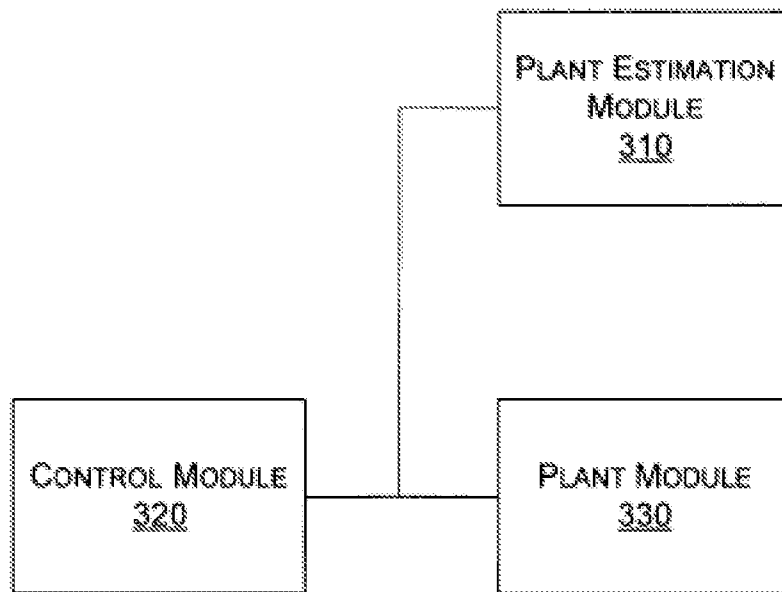 PLANT ESTIMATION
MODULE
310
CONTROL MODULE
320
PLANT MODULE
330